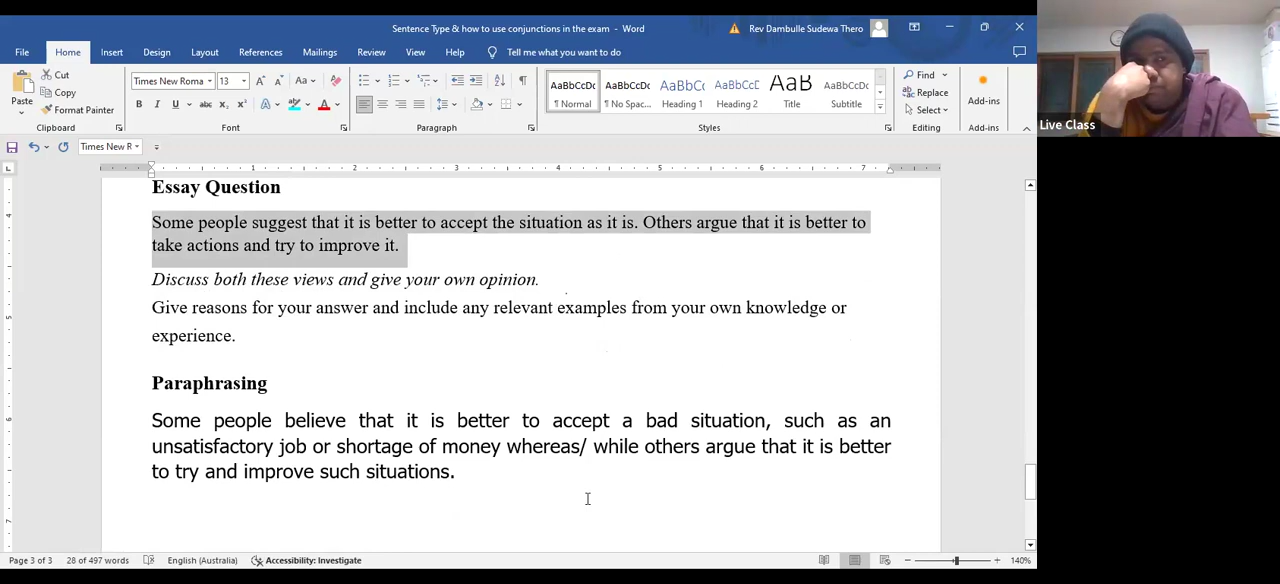 Sentence Type & how to use conjunctions in the exam - Word
Rev Dambulle Sudewa Thero
File Home Insert Design Layout References Mailings Review View Help Tell me what you want to do
Paste
Cut
Copy
Format Painter
Clipboard
Times New Roma 13
Font
Paragraph
AaBbCcDc AaBbCcDc AaBbCc AaBbCcD AaB AaBbCcD
Normal No Spac... Heading 1 Heading 2 Title Subtitle
Styles
Find
Replace
Select
Editing
Add-ins
Add-ins
Times New R
1 2 3 4 5 6 7
Essay Question
Some people suggest that it is better to accept the situation as it is. Others argue that it is better to
take actions and try to improve it.
Discuss both these views and give your own opinion.
Give reasons for your answer and include any relevant examples from your own knowledge or
experience.
Paraphrasing
Some people believe that it is better to accept a bad situation, such as an
unsatisfactory job or shortage of money whereas/ while others argue that it is better
to try and improve such situations.
Page 3 of 3 28 of 497 words English (Australia) Accessibility: Investigate 140%
Live Class